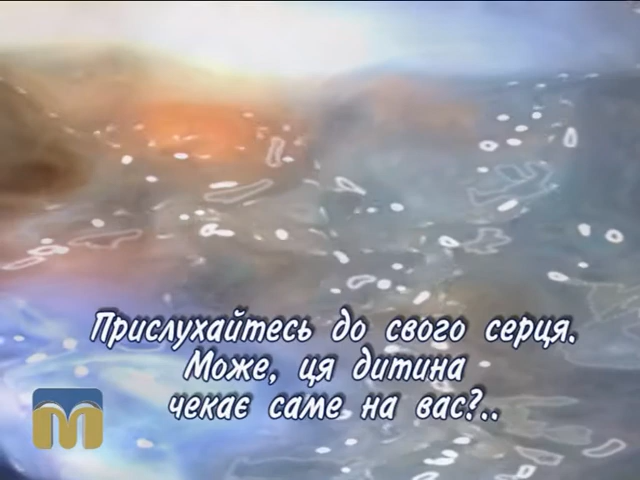 Прислухайтесь до свого серця.
Може, ця дитина
чекає саме на вас?..
М